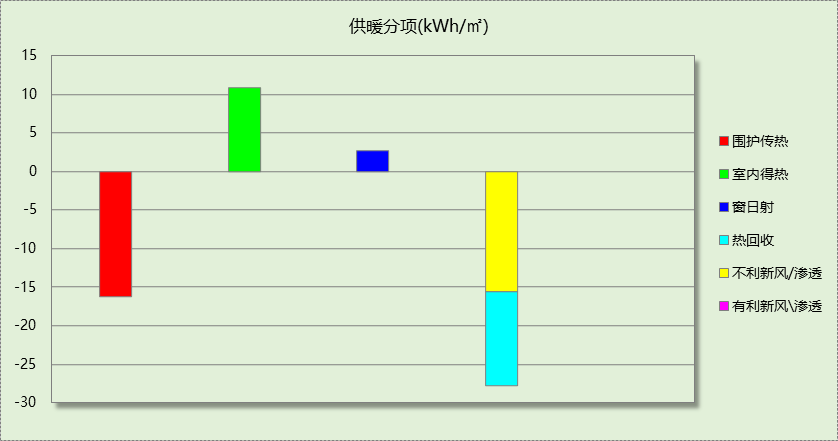 供暖分项(kWh/㎡)
15
10
5
0
-5
-10
-15
-20
-25
-30
围护传热
室内得热
窗日射
热回收
不利新风/渗透
有利新风\渗透